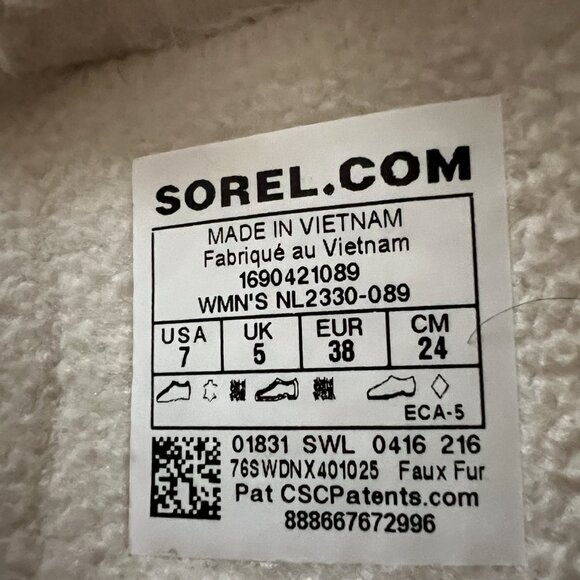 SOREL.COM
MADE IN VIETNAM
Fabriqué au Vietnam
1690421089
WMN'S NL2330-089
USA UK EUR CM
7 5 38 24
ECA-5
01831 SWL 0416 216
76SWDNX401025 Faux Fur
Pat CSCPatents.com
888667672996